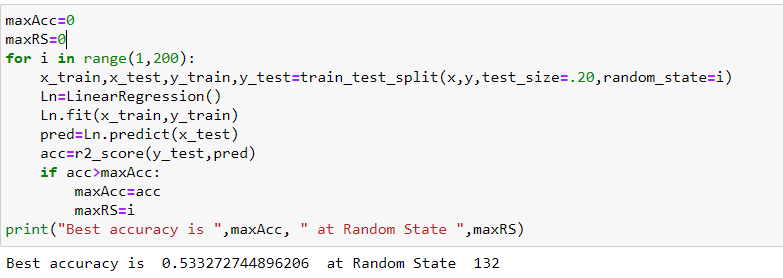 maxAcc=0
maxRS=0
for i in range(1,200):
    x_train,x_test,y_train,y_test=train_test_split(x,y,test_size=.20,random_state=i)
    Ln=LinearRegression()
    Ln.fit(x_train,y_train)
    pred=Ln.predict(x_test)
    acc=r2_score(y_test,pred)
    if acc>maxAcc:
        maxAcc=acc
        maxRS=i
print("Best accuracy is ",maxAcc, " at Random State ",maxRS)
Best accuracy is  0.533272744896206  at Random State  132